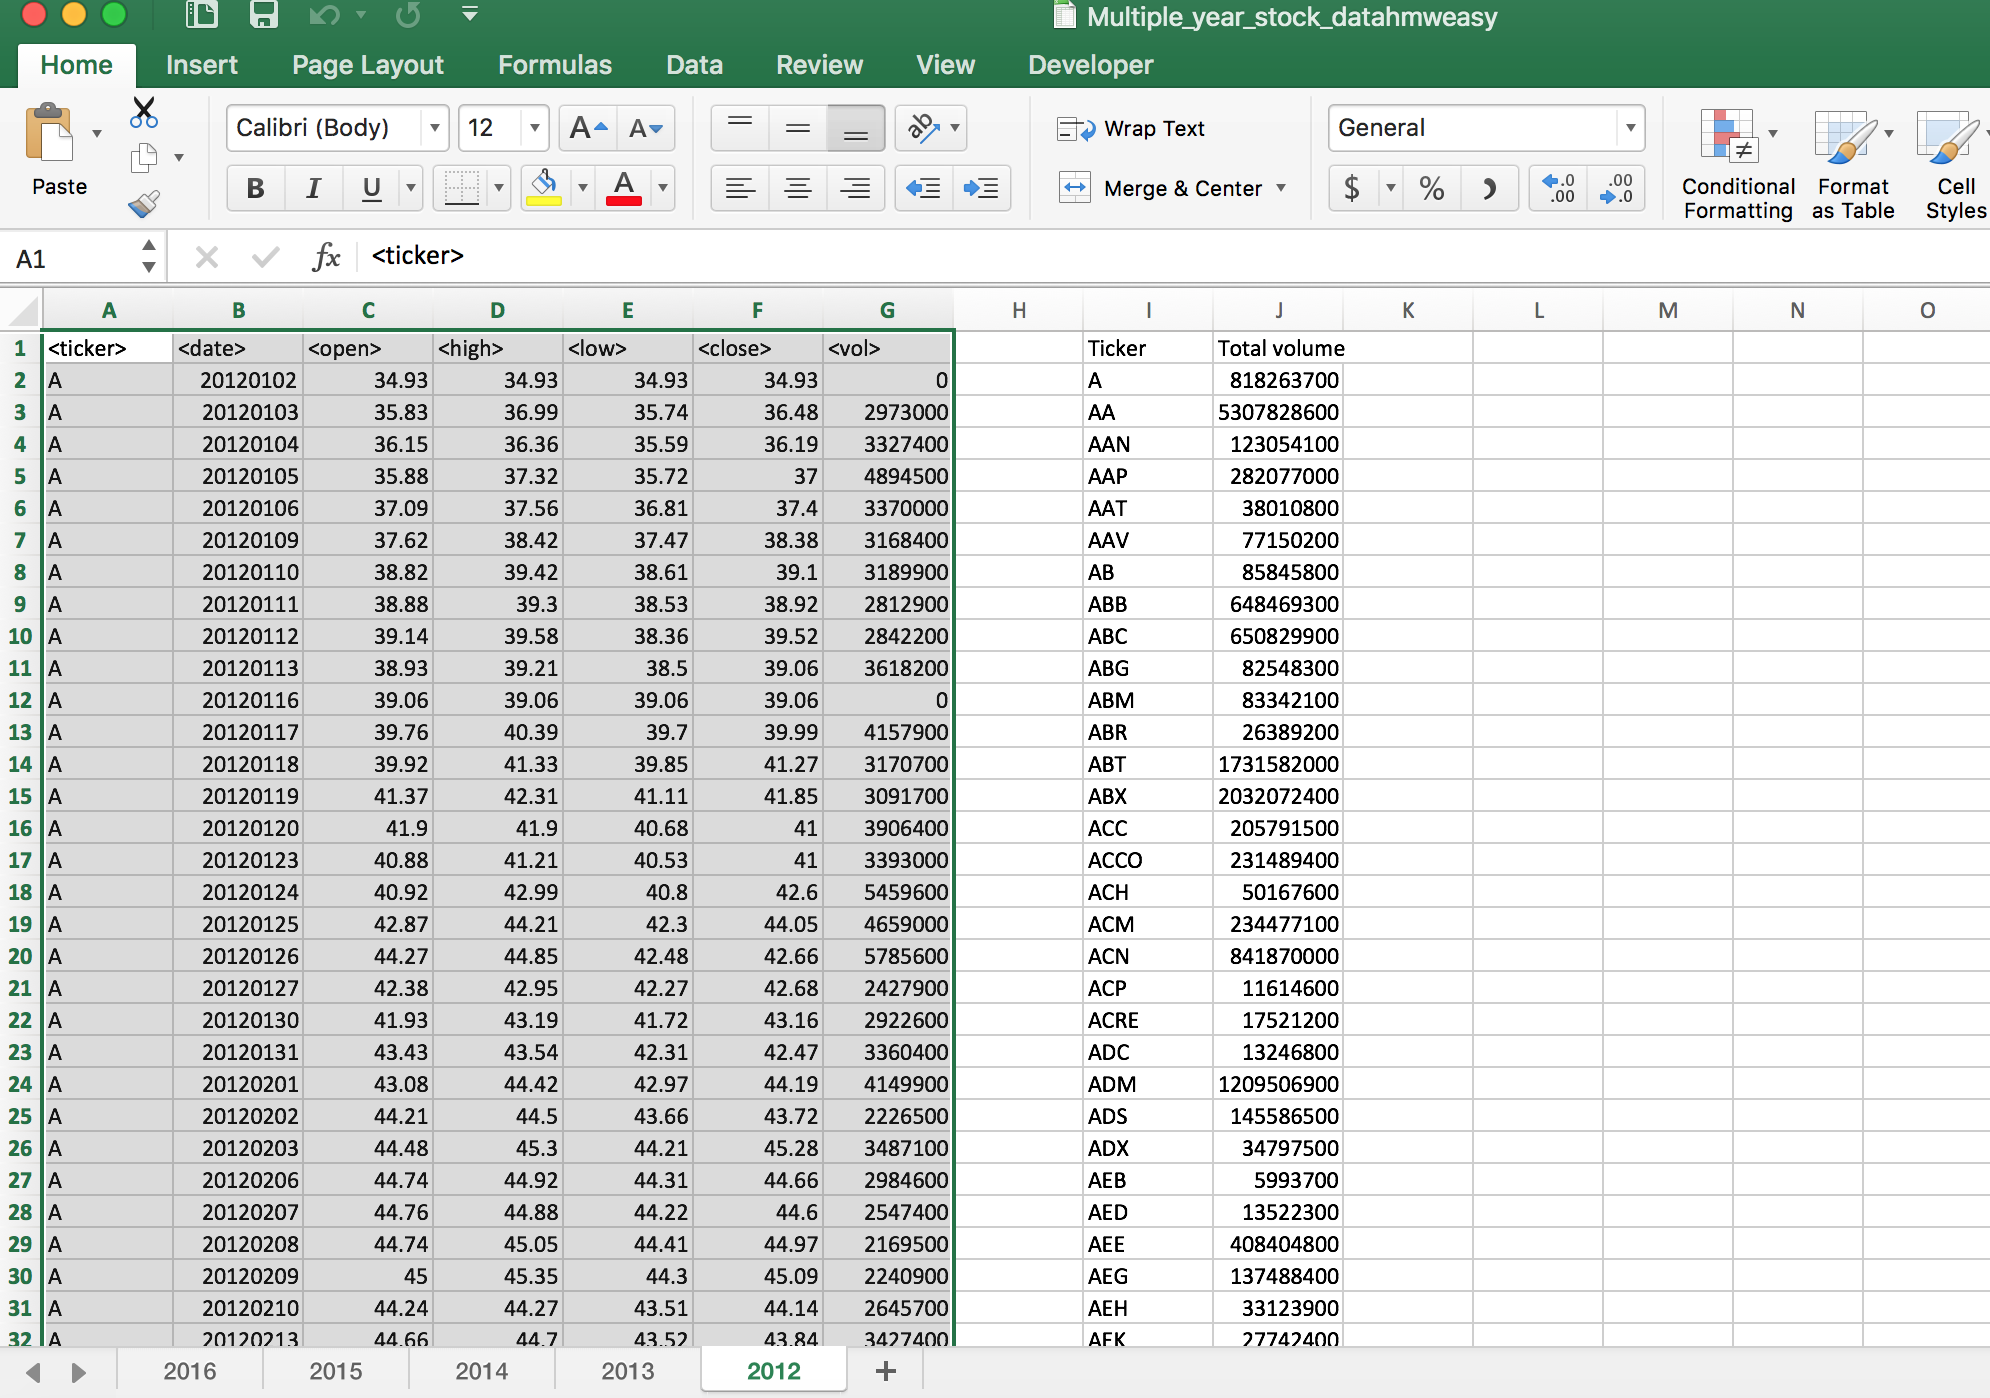 Multiple_year_stock_datahmweasy
Home Insert Page Layout Formulas Data Review View Developer
Calibri (Body) 12 A A ab Wrap Text General
Paste B I U A Merge & Center $ % .0 .00 .00 .0 Conditional Formatting Format as Table Cell Styles
A1 fx <ticker>
A B C D E F G H I J K L M N O
1 <ticker> <date> <open> <high> <low> <close> <vol> Ticker Total volume
2 A 20120102 34.93 34.93 34.93 34.93 0 A 818263700
3 A 20120103 35.83 36.99 35.74 36.48 2973000 AA 5307828600
4 A 20120104 36.15 36.36 35.59 36.19 3327400 AAN 123054100
5 A 20120105 35.88 37.32 35.72 37 4894500 AAP 282077000
6 A 20120106 37.09 37.56 36.81 37.4 3370000 AAT 38010800
7 A 20120109 37.62 38.42 37.47 38.38 3168400 AAV 77150200
8 A 20120110 38.82 39.42 38.61 39.1 3189900 AB 85845800
9 A 20120111 38.88 39.3 38.53 38.92 2812900 ABB 648469300
10 A 20120112 39.14 39.58 38.36 39.52 2842200 ABC 650829900
11 A 20120113 38.93 39.21 38.5 39.06 3618200 ABG 82548300
12 A 20120116 39.06 39.06 39.06 39.06 0 ABM 83342100
13 A 20120117 39.76 40.39 39.7 39.99 4157900 ABR 26389200
14 A 20120118 39.92 41.33 39.85 41.27 3170700 ABT 1731582000
15 A 20120119 41.37 42.31 41.11 41.85 3091700 ABX 2032072400
16 A 20120120 41.9 41.9 40.68 41 3906400 ACC 205791500
17 A 20120123 40.88 41.21 40.53 41 3393000 ACCO 231489400
18 A 20120124 40.92 42.99 40.8 42.6 5459600 ACH 50167600
19 A 20120125 42.87 44.21 42.3 44.05 4659000 ACM 234477100
20 A 20120126 44.27 44.85 42.48 42.66 5785600 ACN 841870000
21 A 20120127 42.38 42.95 42.27 42.68 2427900 ACP 11614600
22 A 20120130 41.93 43.19 41.72 43.16 2922600 ACRE 17521200
23 A 20120131 43.43 43.54 42.31 42.47 3360400 ADC 13246800
24 A 20120201 43.08 44.42 42.97 44.19 4149900 ADM 1209506900
25 A 20120202 44.21 44.5 43.66 43.72 2226500 ADS 145586500
26 A 20120203 44.48 45.3 44.21 45.28 3487100 ADX 34797500
27 A 20120206 44.74 44.92 44.31 44.66 2984600 AEB 5993700
28 A 20120207 44.76 44.88 44.22 44.6 2547400 AED 13522300
29 A 20120208 44.74 45.05 44.41 44.97 2169500 AEE 408404800
30 A 20120209 45 45.35 44.3 45.09 2240900 AEG 137488400
31 A 20120210 44.24 44.27 43.51 44.14 2645700 AEH 33123900
32 A 20120213 44.66 44.7 43.52 43.84 3427400 AEK 27742400
2016 2015 2014 2013 2012 +